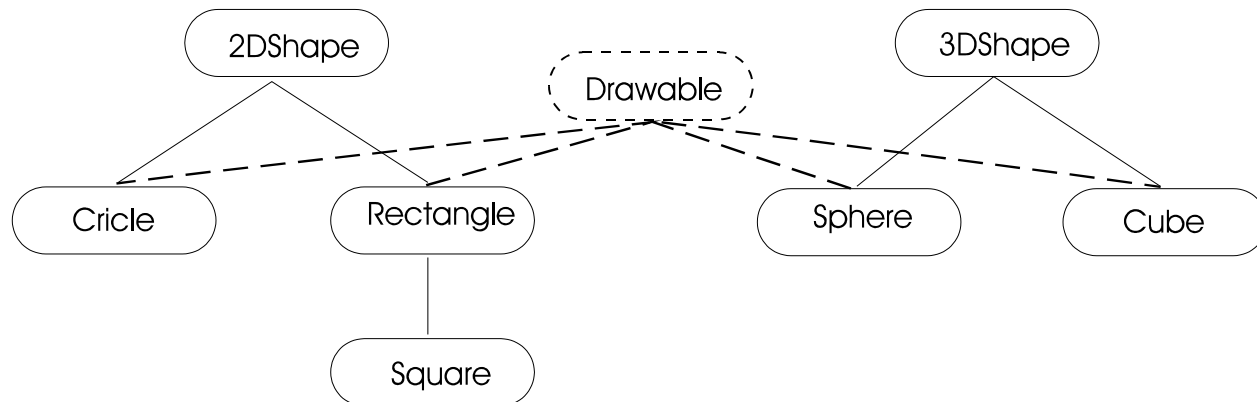 2DShape
3DShape
Drawable
Cricle
Rectangle
Sphere
Cube
Square